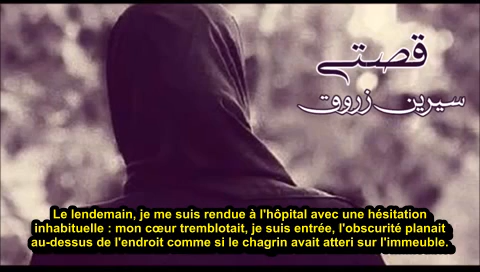 قصتي
سيرين زروق
Le lendemain, je me suis rendue à l'hôpital avec une hésitation
inhabituelle : mon cœur tremblotait, je suis entrée, l'obscurité planait
au-dessus de l'endroit comme si le chagrin avait atteri sur l'immeuble.